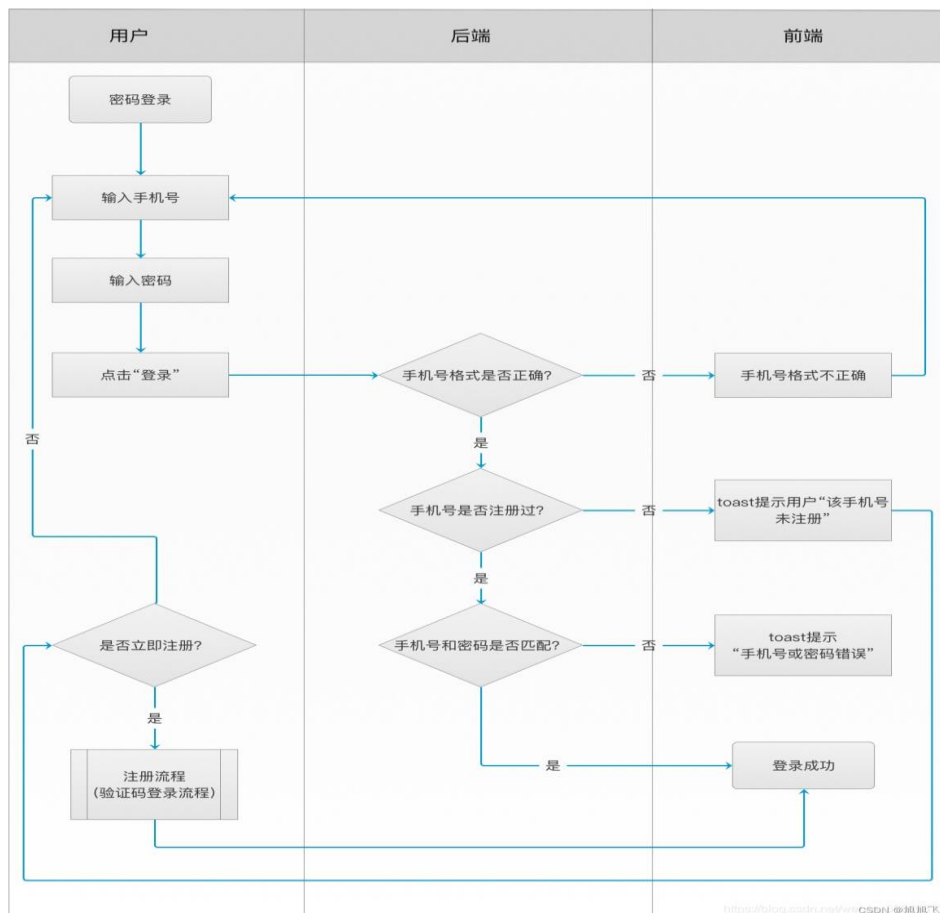 用户
后端
前端
密码登录
输入手机号
输入密码
点击“登录”
手机号格式是否正确?
否
手机号格式不正确
否
是
手机号是否注册过?
否
toast提示用户“该手机号
未注册”
是
是否立即注册?
手机号和密码是否匹配?
否
toast提示
“手机号或密码错误”
是
注册流程
(验证码登录流程)
是
登录成功
CSDN @旭旭飞